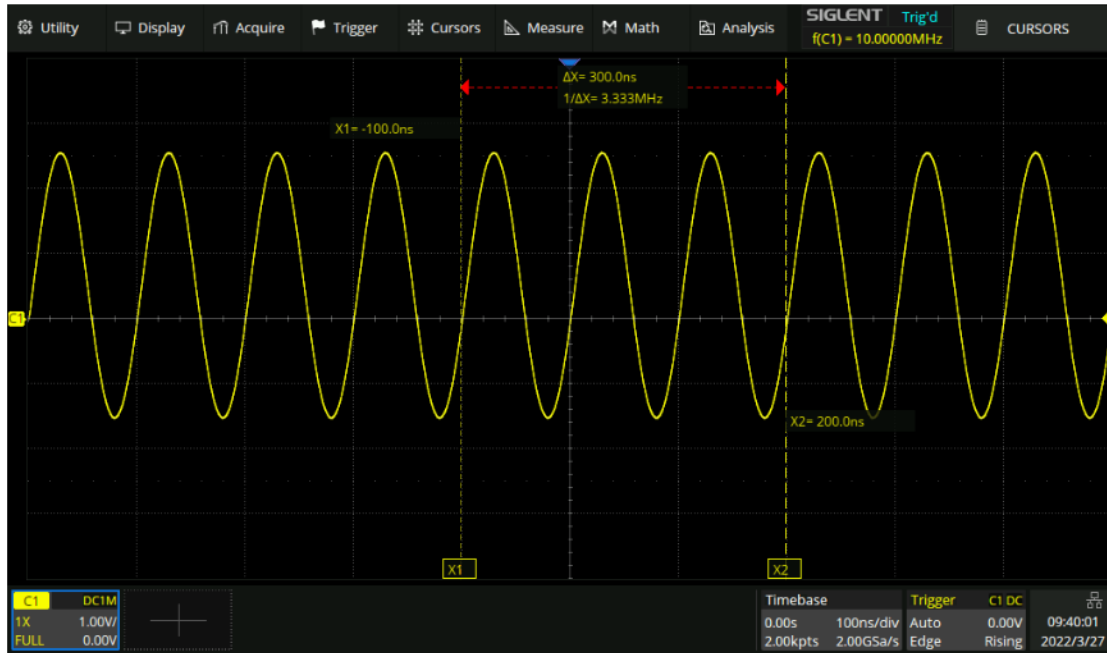 Utility Display Acquire Trigger Cursors Measure Math Analysis
SIGLENT Trig'd
f(C1) = 10.00000MHz
CURSORS
ΔX= 300.0ns
1/ΔX= 3.333MHz
X1= -100.0ns
C1
X2= 200.0ns
X1 X2
C1 DC1M
1X 1.00V/
FULL 0.00V
Timebase
0.00s 100ns/div
2.00kpts 2.00GSa/s
Trigger C1 DC
Auto 0.00V
Edge Rising
09:40:01
2022/3/27